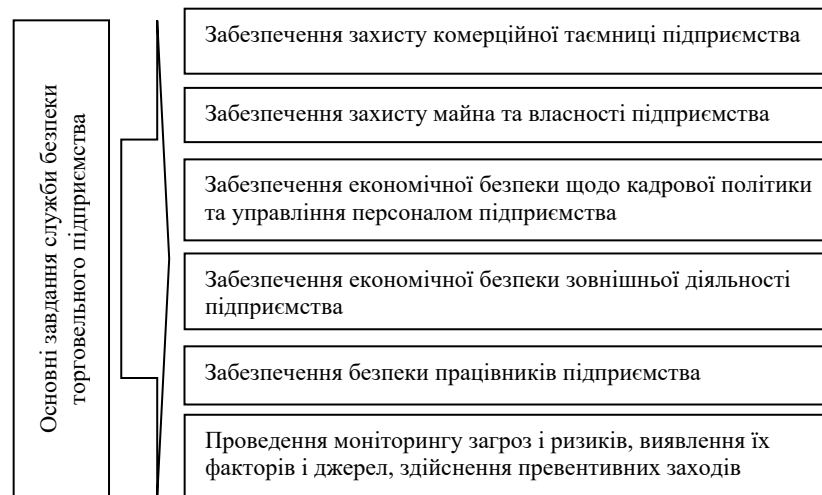 Основні завдання служби безпеки
торговельного підприємства
Забезпечення захисту комерційної таємниці підприємства
Забезпечення захисту майна та власності підприємства
Забезпечення економічної безпеки щодо кадрової політики
та управління персоналом підприємства
Забезпечення економічної безпеки зовнішньої діяльності
підприємства
Забезпечення безпеки працівників підприємства
Проведення моніторингу загроз і ризиків, виявлення їх
факторів і джерел, здійснення превентивних заходів